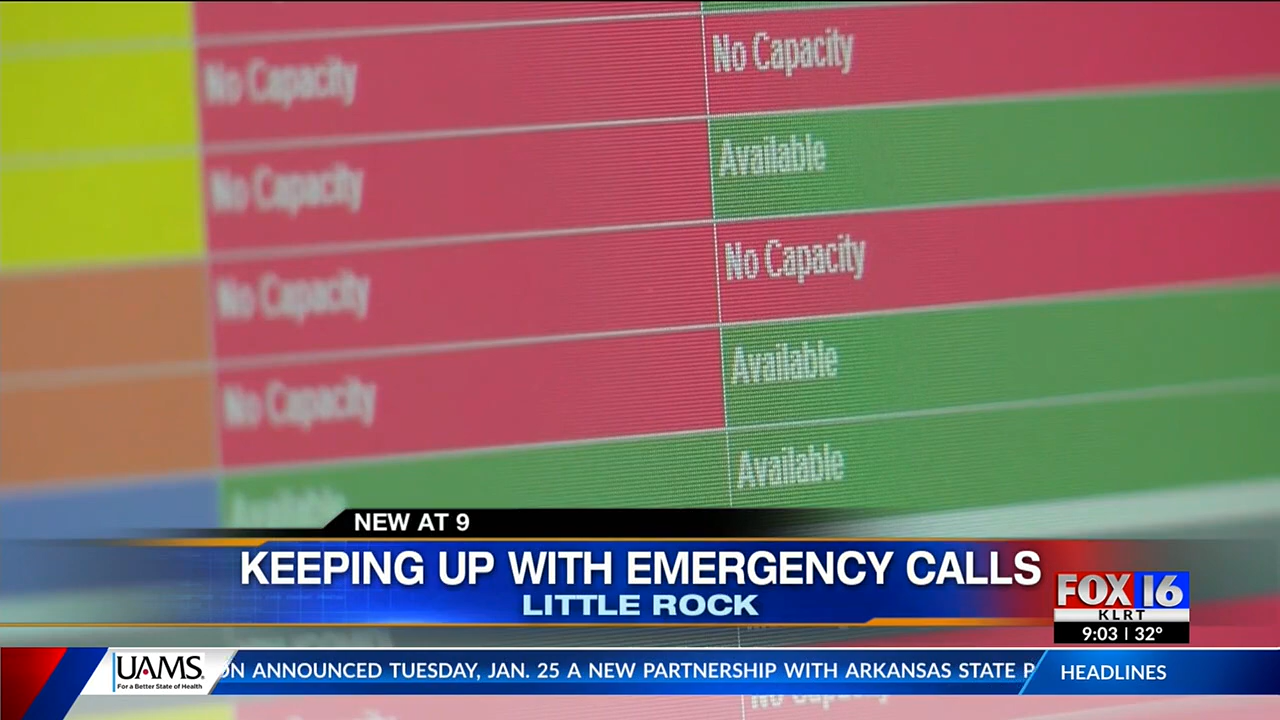 No Capacity
No Capacity
No Capacity
Available
No Capacity
No Capacity
No Capacity
Available
Available
Available
NEW AT 9
KEEPING UP WITH EMERGENCY CALLS
LITTLE ROCK
FOX 16
KLRT
9:03 | 32°
UAMS
For a Better State of Health
ON ANNOUNCED TUESDAY, JAN. 25 A NEW PARTNERSHIP WITH ARKANSAS STATE P
HEADLINES
No Capacity